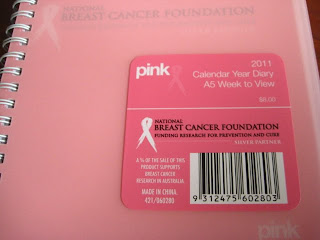 NATIONAL
BREAST CANCER FOUNDATION
pink
2011
Calendar Year Diary
A5 Week to View
$6.00
NATIONAL
BREAST CANCER FOUNDATION
FUNDING RESEARCH FOR PREVENTION AND CURE
SILVER PARTNER
A % OF THE SALE OF THIS
PRODUCT SUPPORTS
BREAST CANCER
RESEARCH IN AUSTRALIA
MADE IN CHINA.
421/060280
9 312475 602803
pink